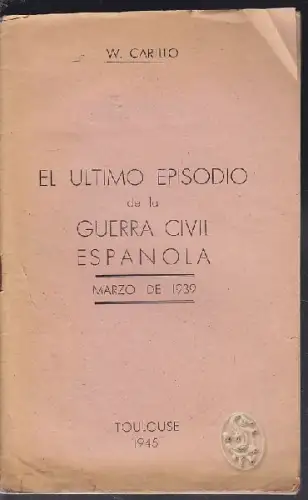 W. CARILLO
EL ULTIMO EPISODIO
de la
GUERRA CIVIL
ESPANOLA
MARZO DE 1939
TOULOUSE
1945